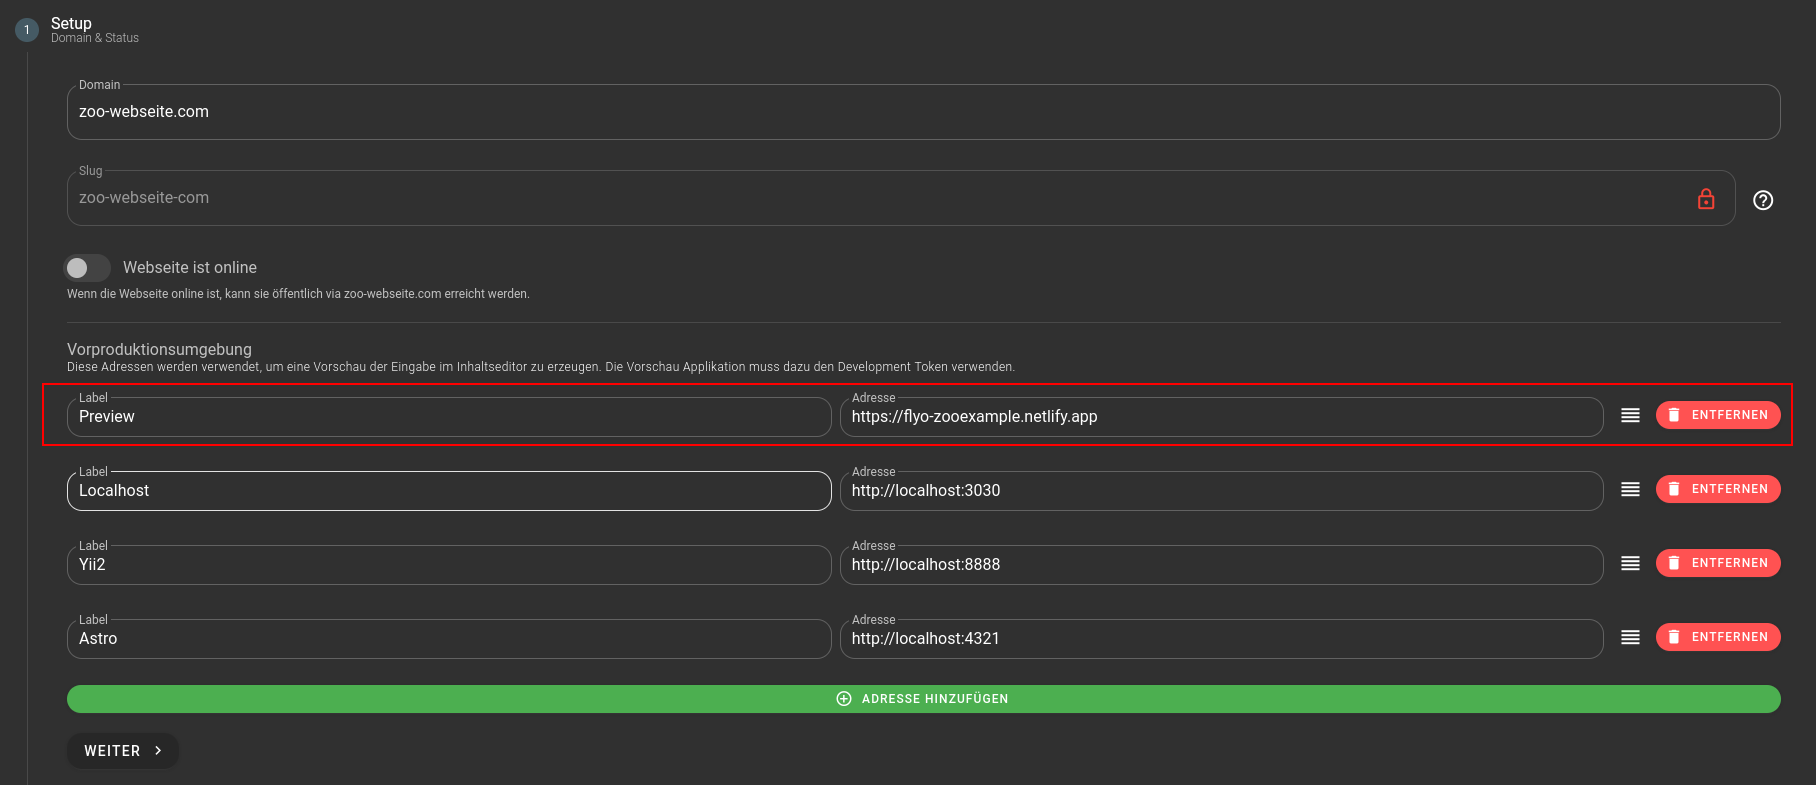 1
Setup
Domain & Status
Domain
zoo-webseite.com
Slug
zoo-webseite-com
Webseite ist online
Wenn die Webseite online ist, kann sie öffentlich via zoo-webseite.com erreicht werden.
Vorproduktionsumgebung
Diese Adressen werden verwendet, um eine Vorschau der Eingabe im Inhaltseditor zu erzeugen. Die Vorschau Applikation muss dazu den Development Token verwenden.
Label Adresse
Preview https://flyo-zooexample.netlify.app ENTFERNEN
Label Adresse
Localhost http://localhost:3030 ENTFERNEN
Label Adresse
Yii2 http://localhost:8888 ENTFERNEN
Label Adresse
Astro http://localhost:4321 ENTFERNEN
ADRESSE HINZUFÜGEN
WEITER